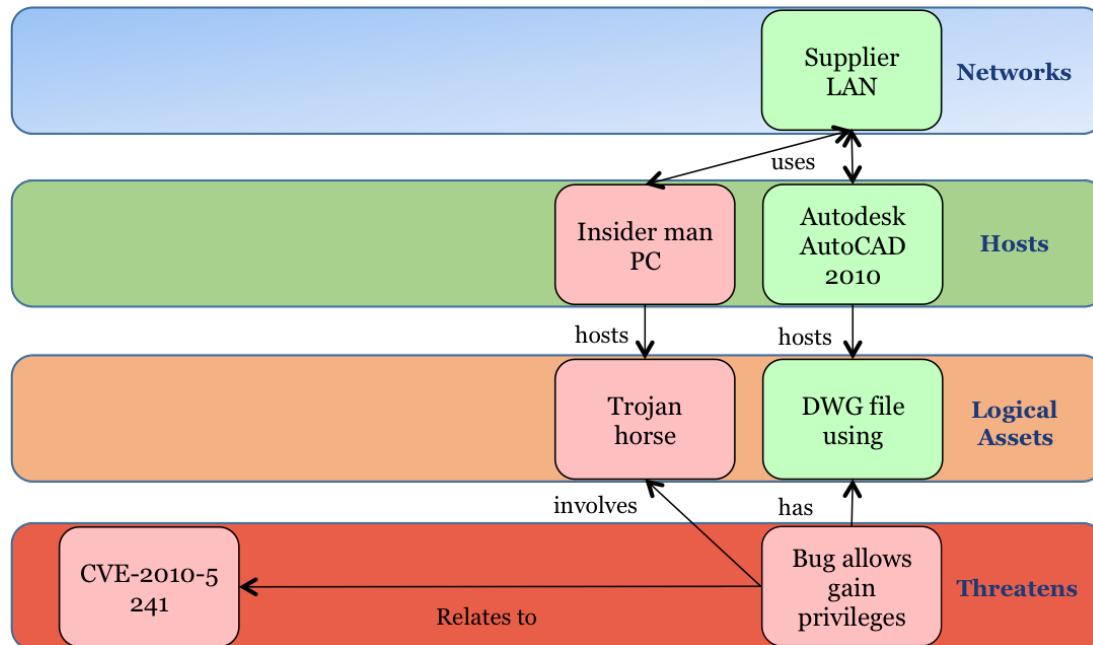 Supplier
LAN
Networks
uses
Insider man
PC
Autodesk
AutoCAD
2010
Hosts
hosts
hosts
Trojan
horse
DWG file
using
Logical
Assets
involves
has
CVE-2010-5
241
Relates to
Bug allows
gain
privileges
Threatens